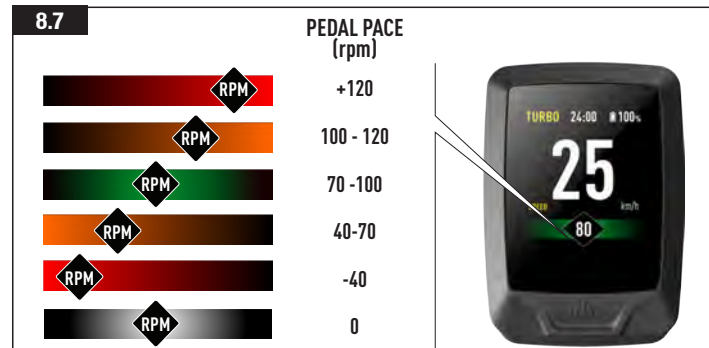 8.7
PEDAL PACE
(rpm)
RPM
+120
RPM
100 - 120
RPM
70 -100
RPM
40-70
RPM
-40
RPM
0
TURBO 24:00 100%
25
km/h
80